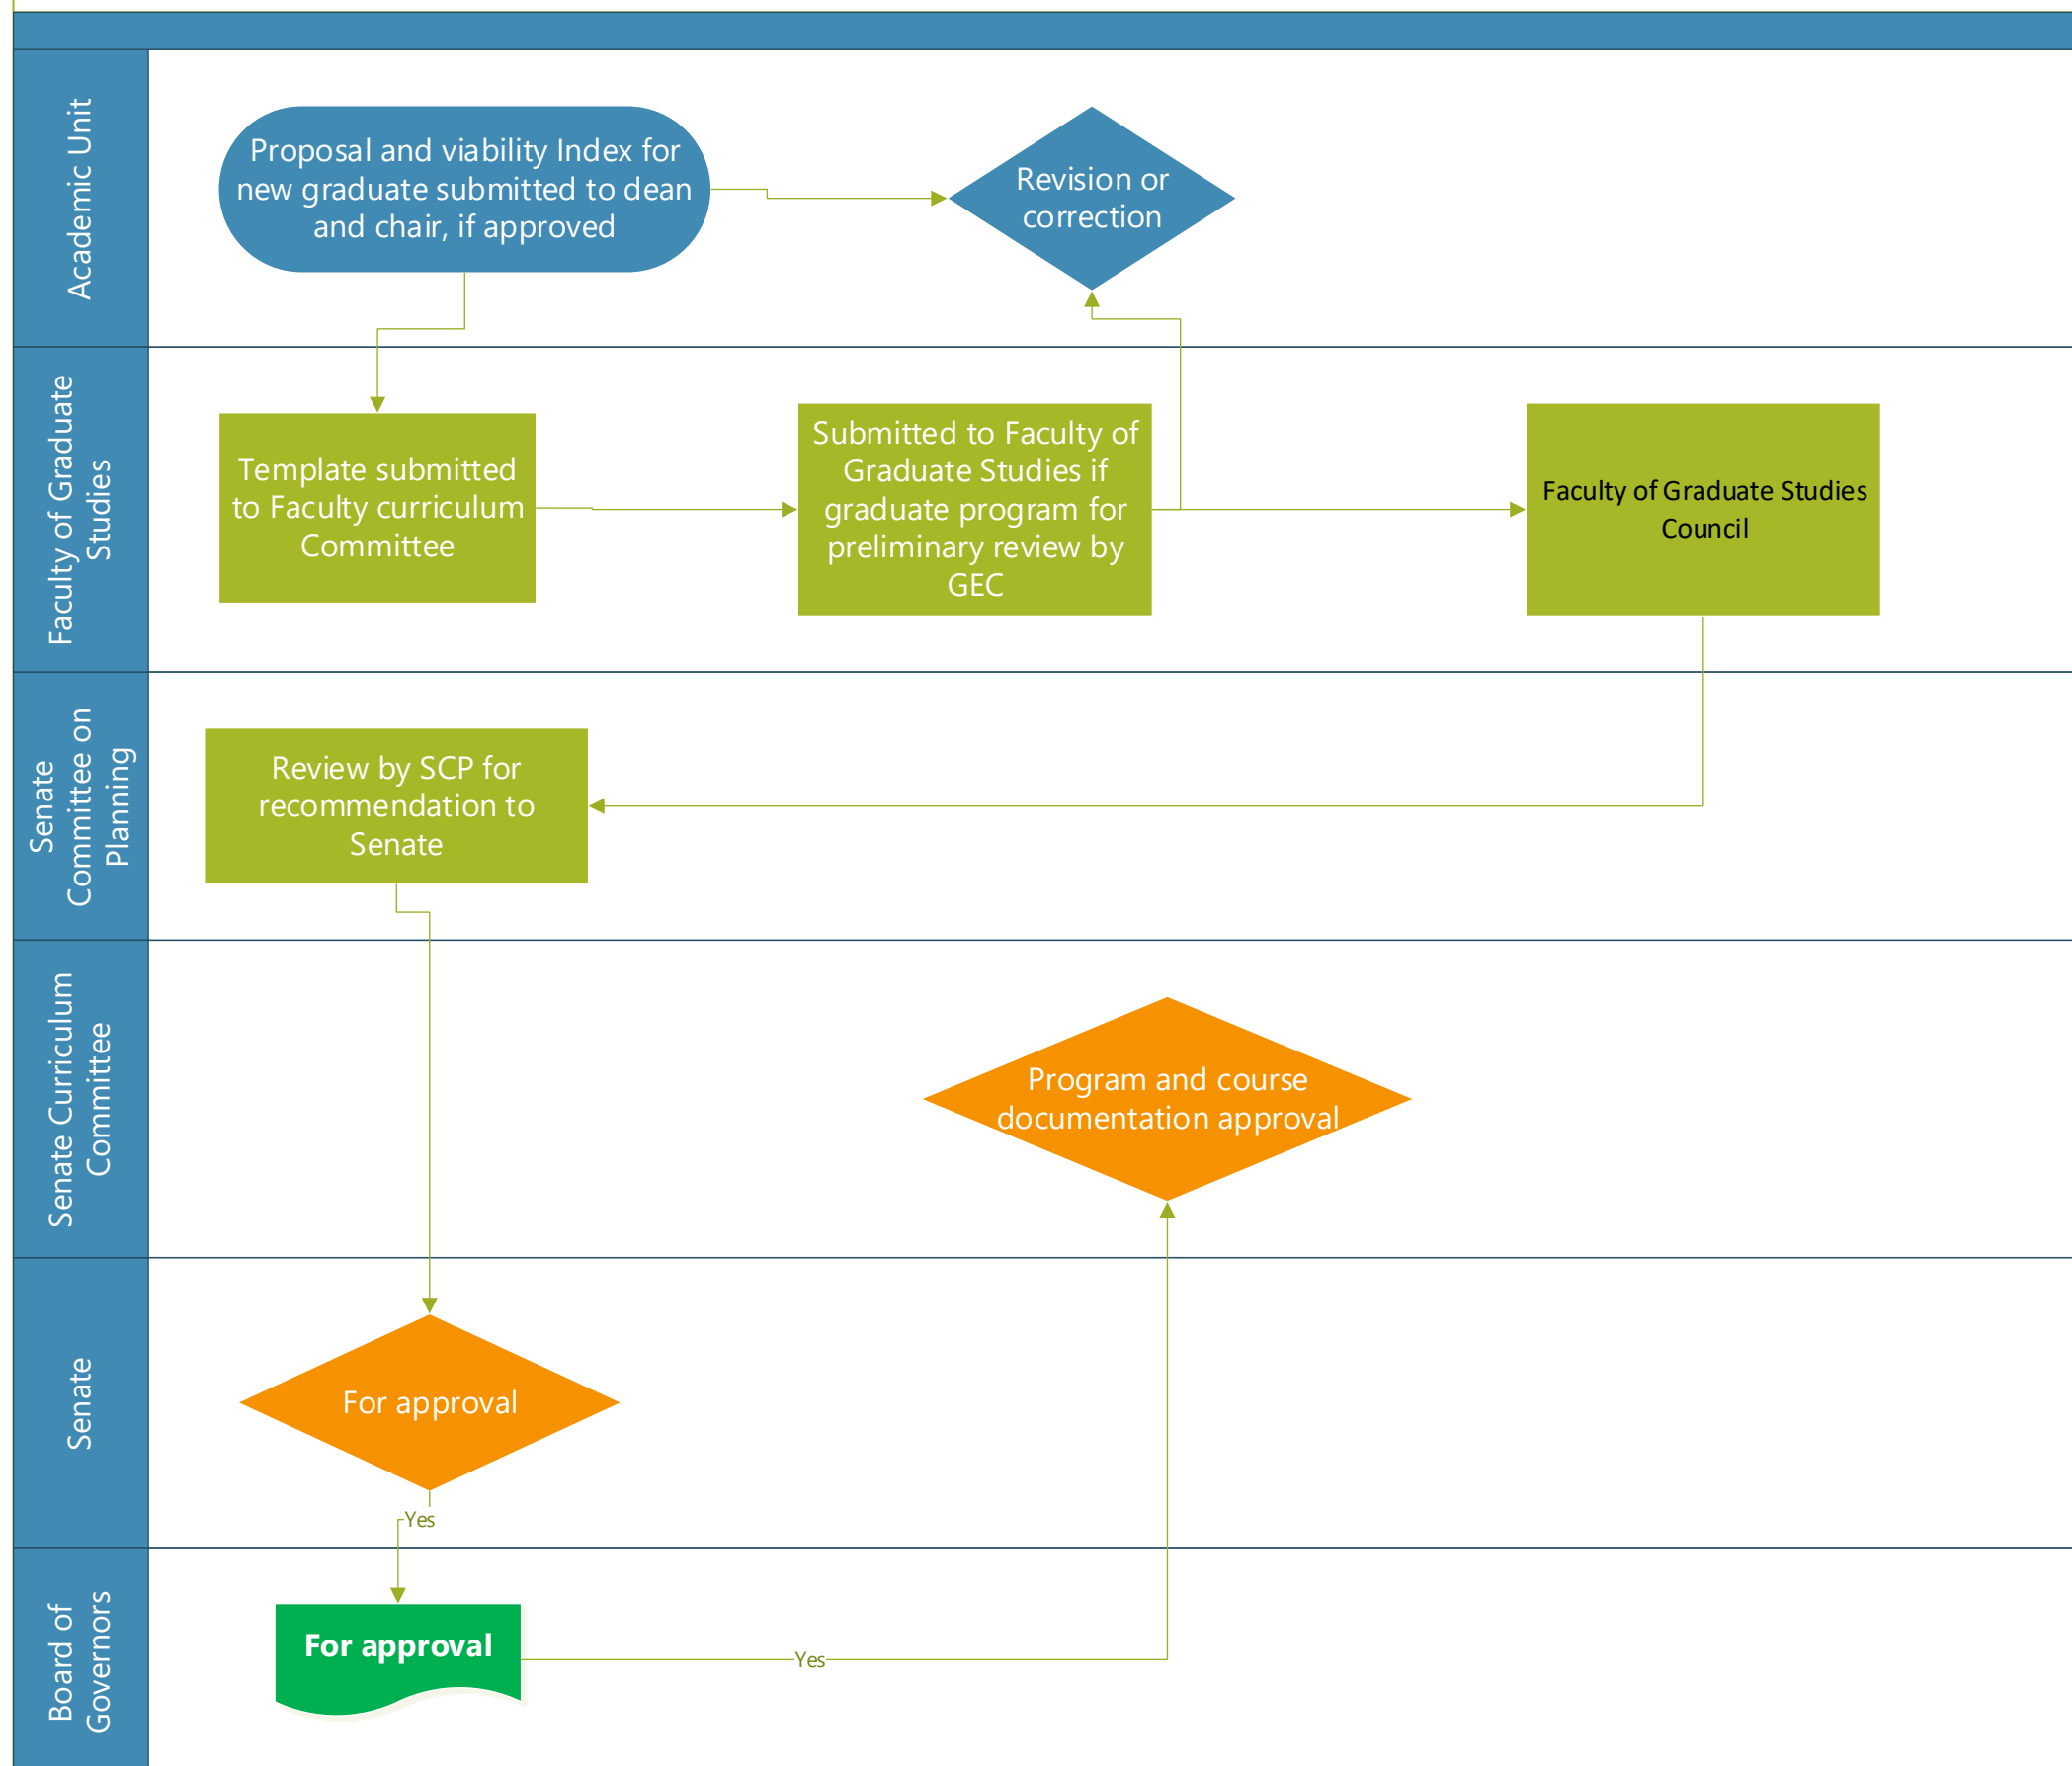 Academic Unit
Proposal and viability Index for
new graduate submitted to dean
and chair, if approved
Revision or
correction
Faculty of Graduate
Studies
Template submitted
to Faculty curriculum
Committee
Submitted to Faculty of
Graduate Studies if
graduate program for
preliminary review by
GEC
Faculty of Graduate Studies
Council
Senate
Committee on
Planning
Review by SCP for
recommendation to
Senate
Senate Curriculum
Committee
Program and course
documentation approval
Senate
For approval
Yes
Board of
Governors
For approval
Yes